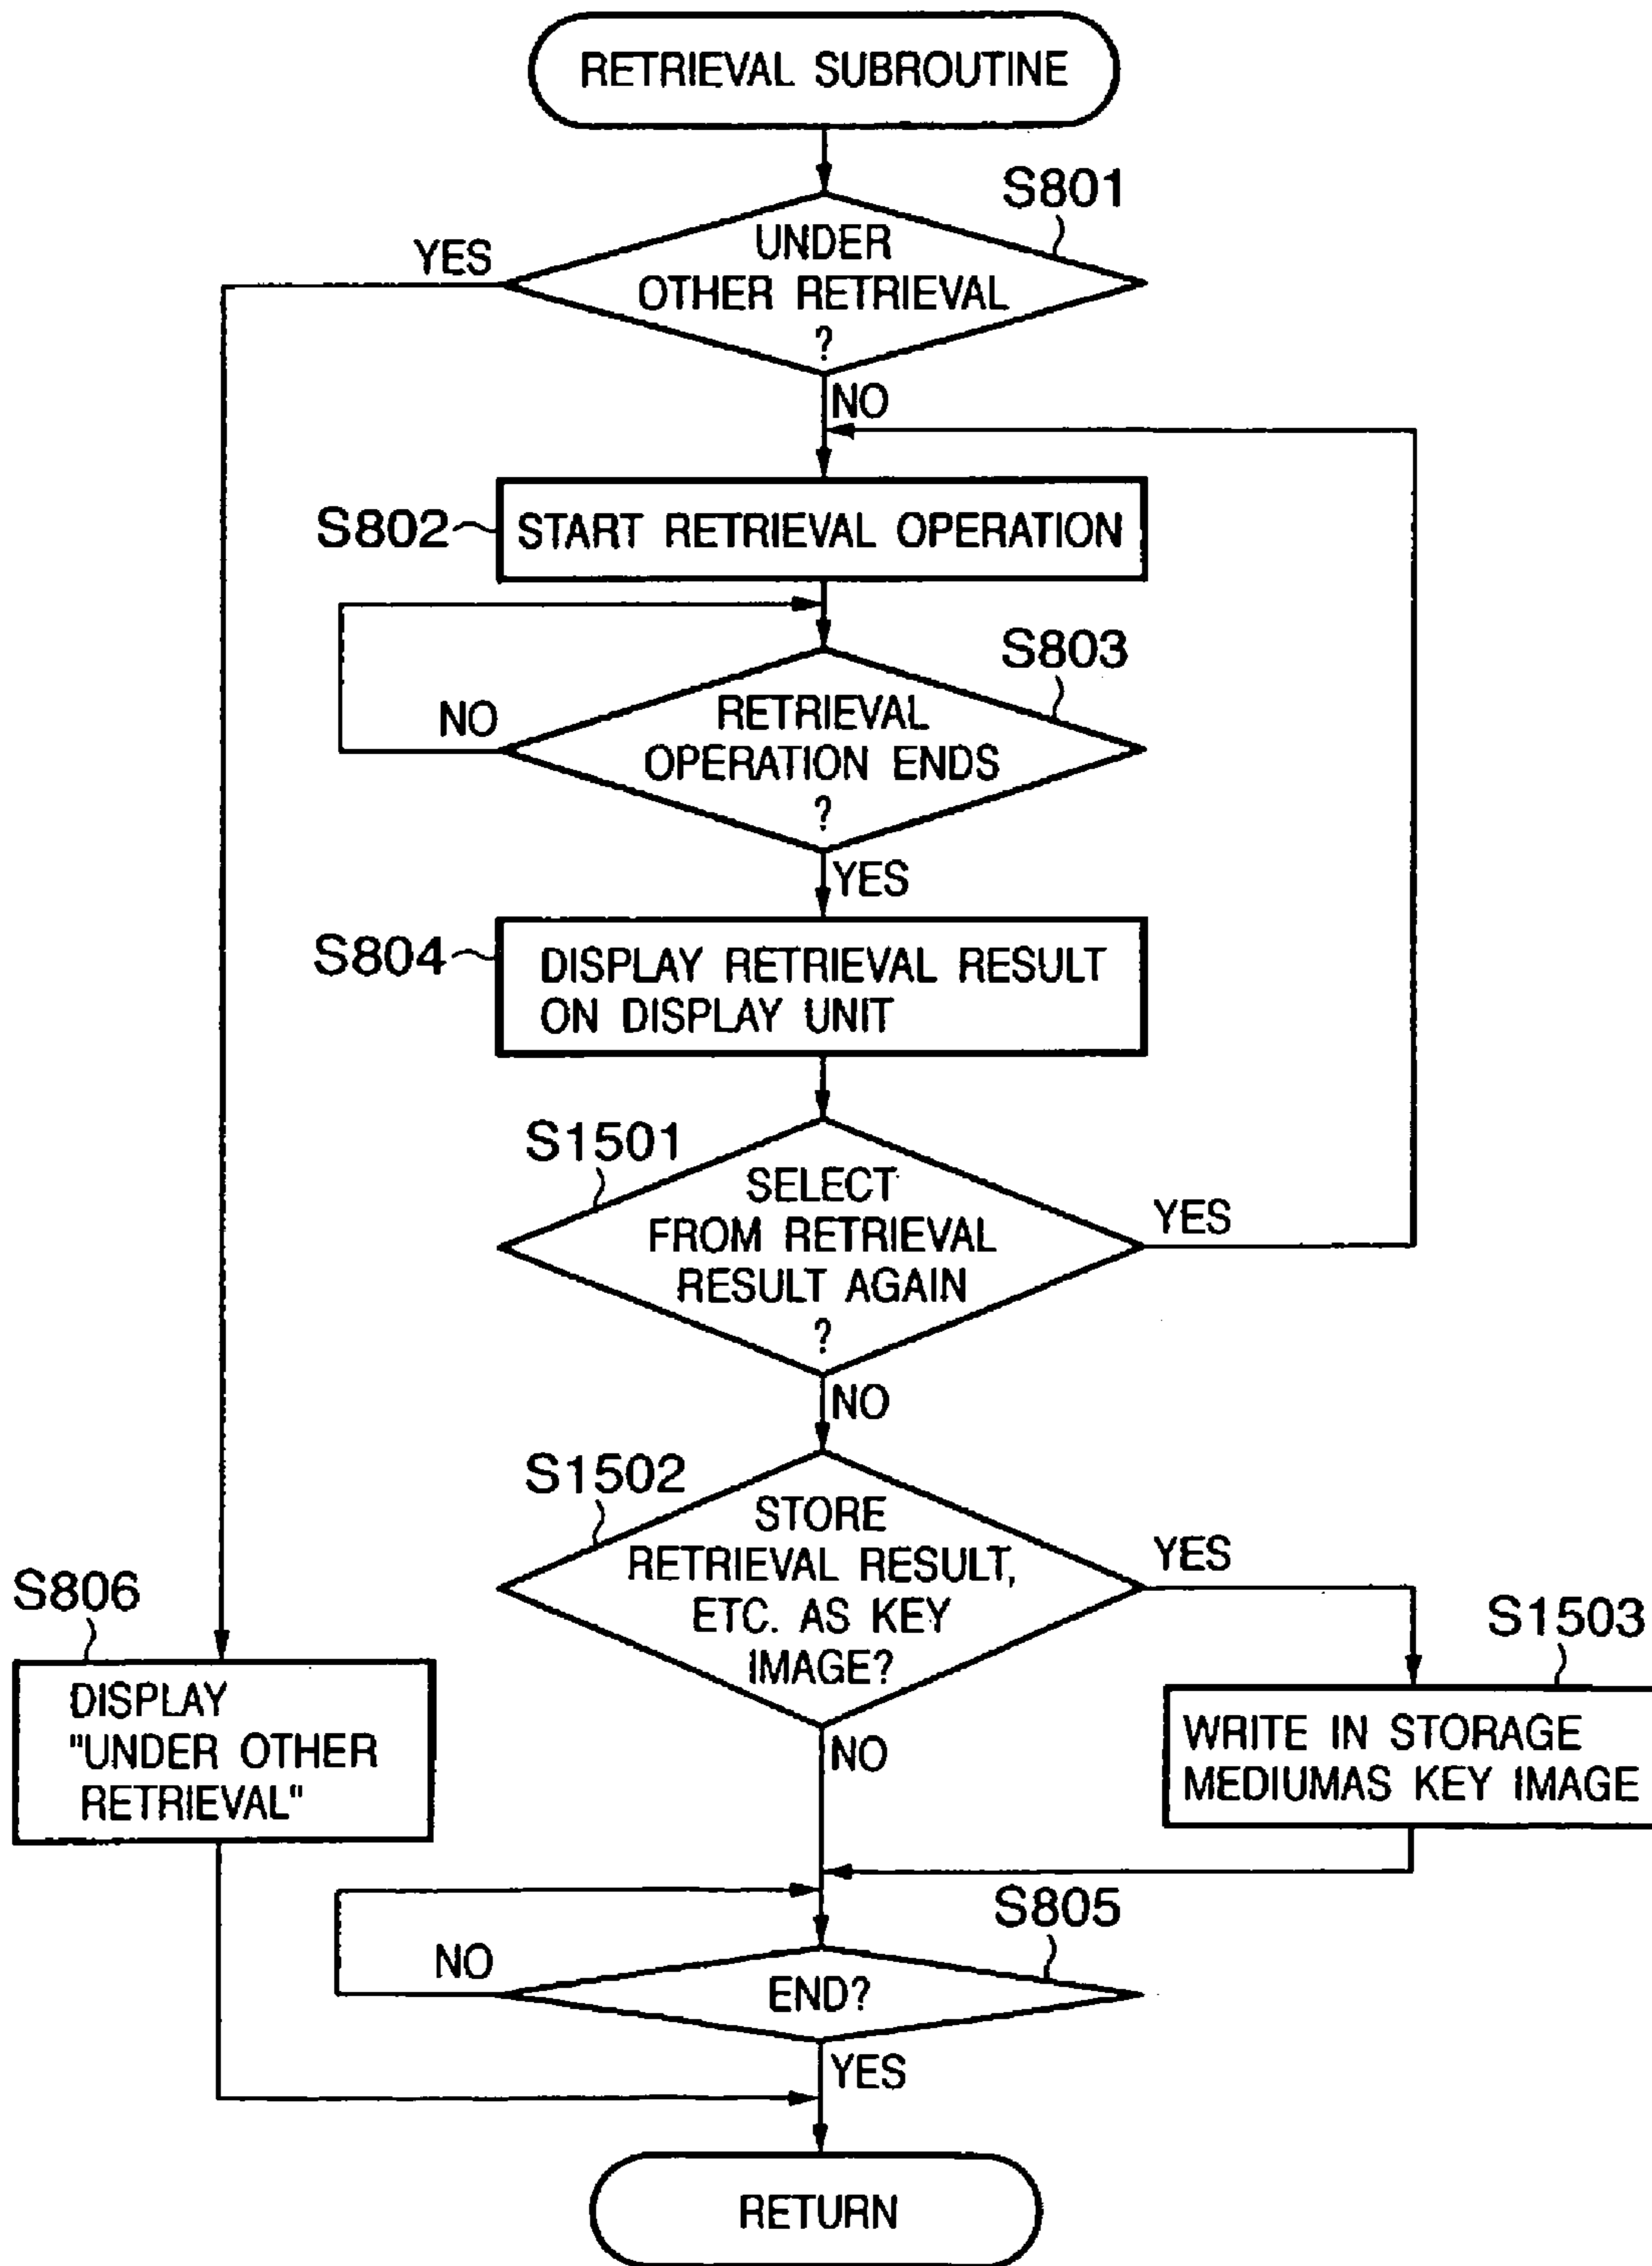 RETRIEVAL SUBROUTINE
S801
UNDER
OTHER RETRIEVAL
?
YES
NO
S802
START RETRIEVAL OPERATION
S803
RETRIEVAL
OPERATION ENDS
?
NO
YES
S804
DISPLAY RETRIEVAL RESULT
ON DISPLAY UNIT
S1501
SELECT
FROM RETRIEVAL
RESULT AGAIN
?
YES
NO
S1502
STORE
RETRIEVAL RESULT,
ETC. AS KEY
IMAGE?
YES
NO
S1503
WRITE IN STORAGE
MEDIUMAS KEY IMAGE
S806
DISPLAY
"UNDER OTHER
RETRIEVAL"
S805
END?
NO
YES
RETURN